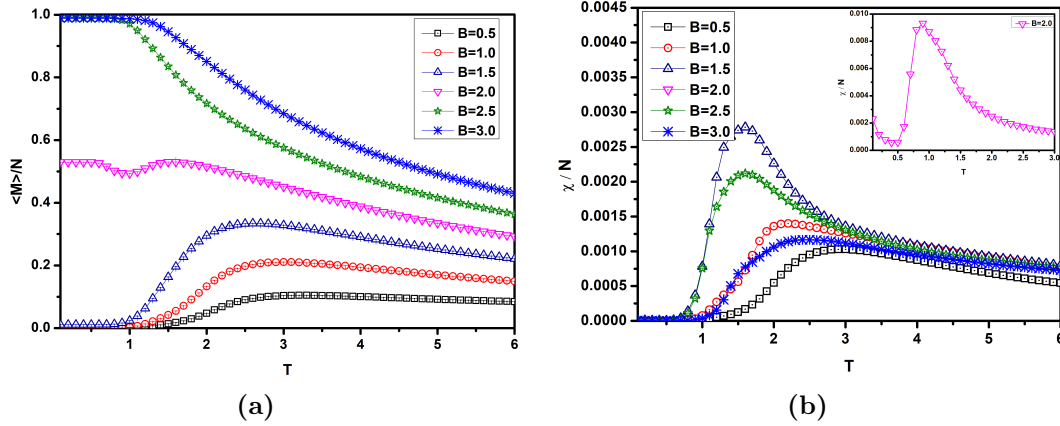 1.0
0.8
0.6
0.4
0.2
0.0
<M>/N
1
2
3
4
5
6
T
B=0.5
B=1.0
B=1.5
B=2.0
B=2.5
B=3.0
(a)
0.0045
0.0040
0.0035
0.0030
0.0025
0.0020
0.0015
0.0010
0.0005
0.0000
χ / N
1
2
3
4
5
6
T
B=0.5
B=1.0
B=1.5
B=2.0
B=2.5
B=3.0
0.010
0.008
0.006
0.004
0.002
0.000
χ / N
0.5
1.0
1.5
2.0
2.5
3.0
T
B=2.0
(b)